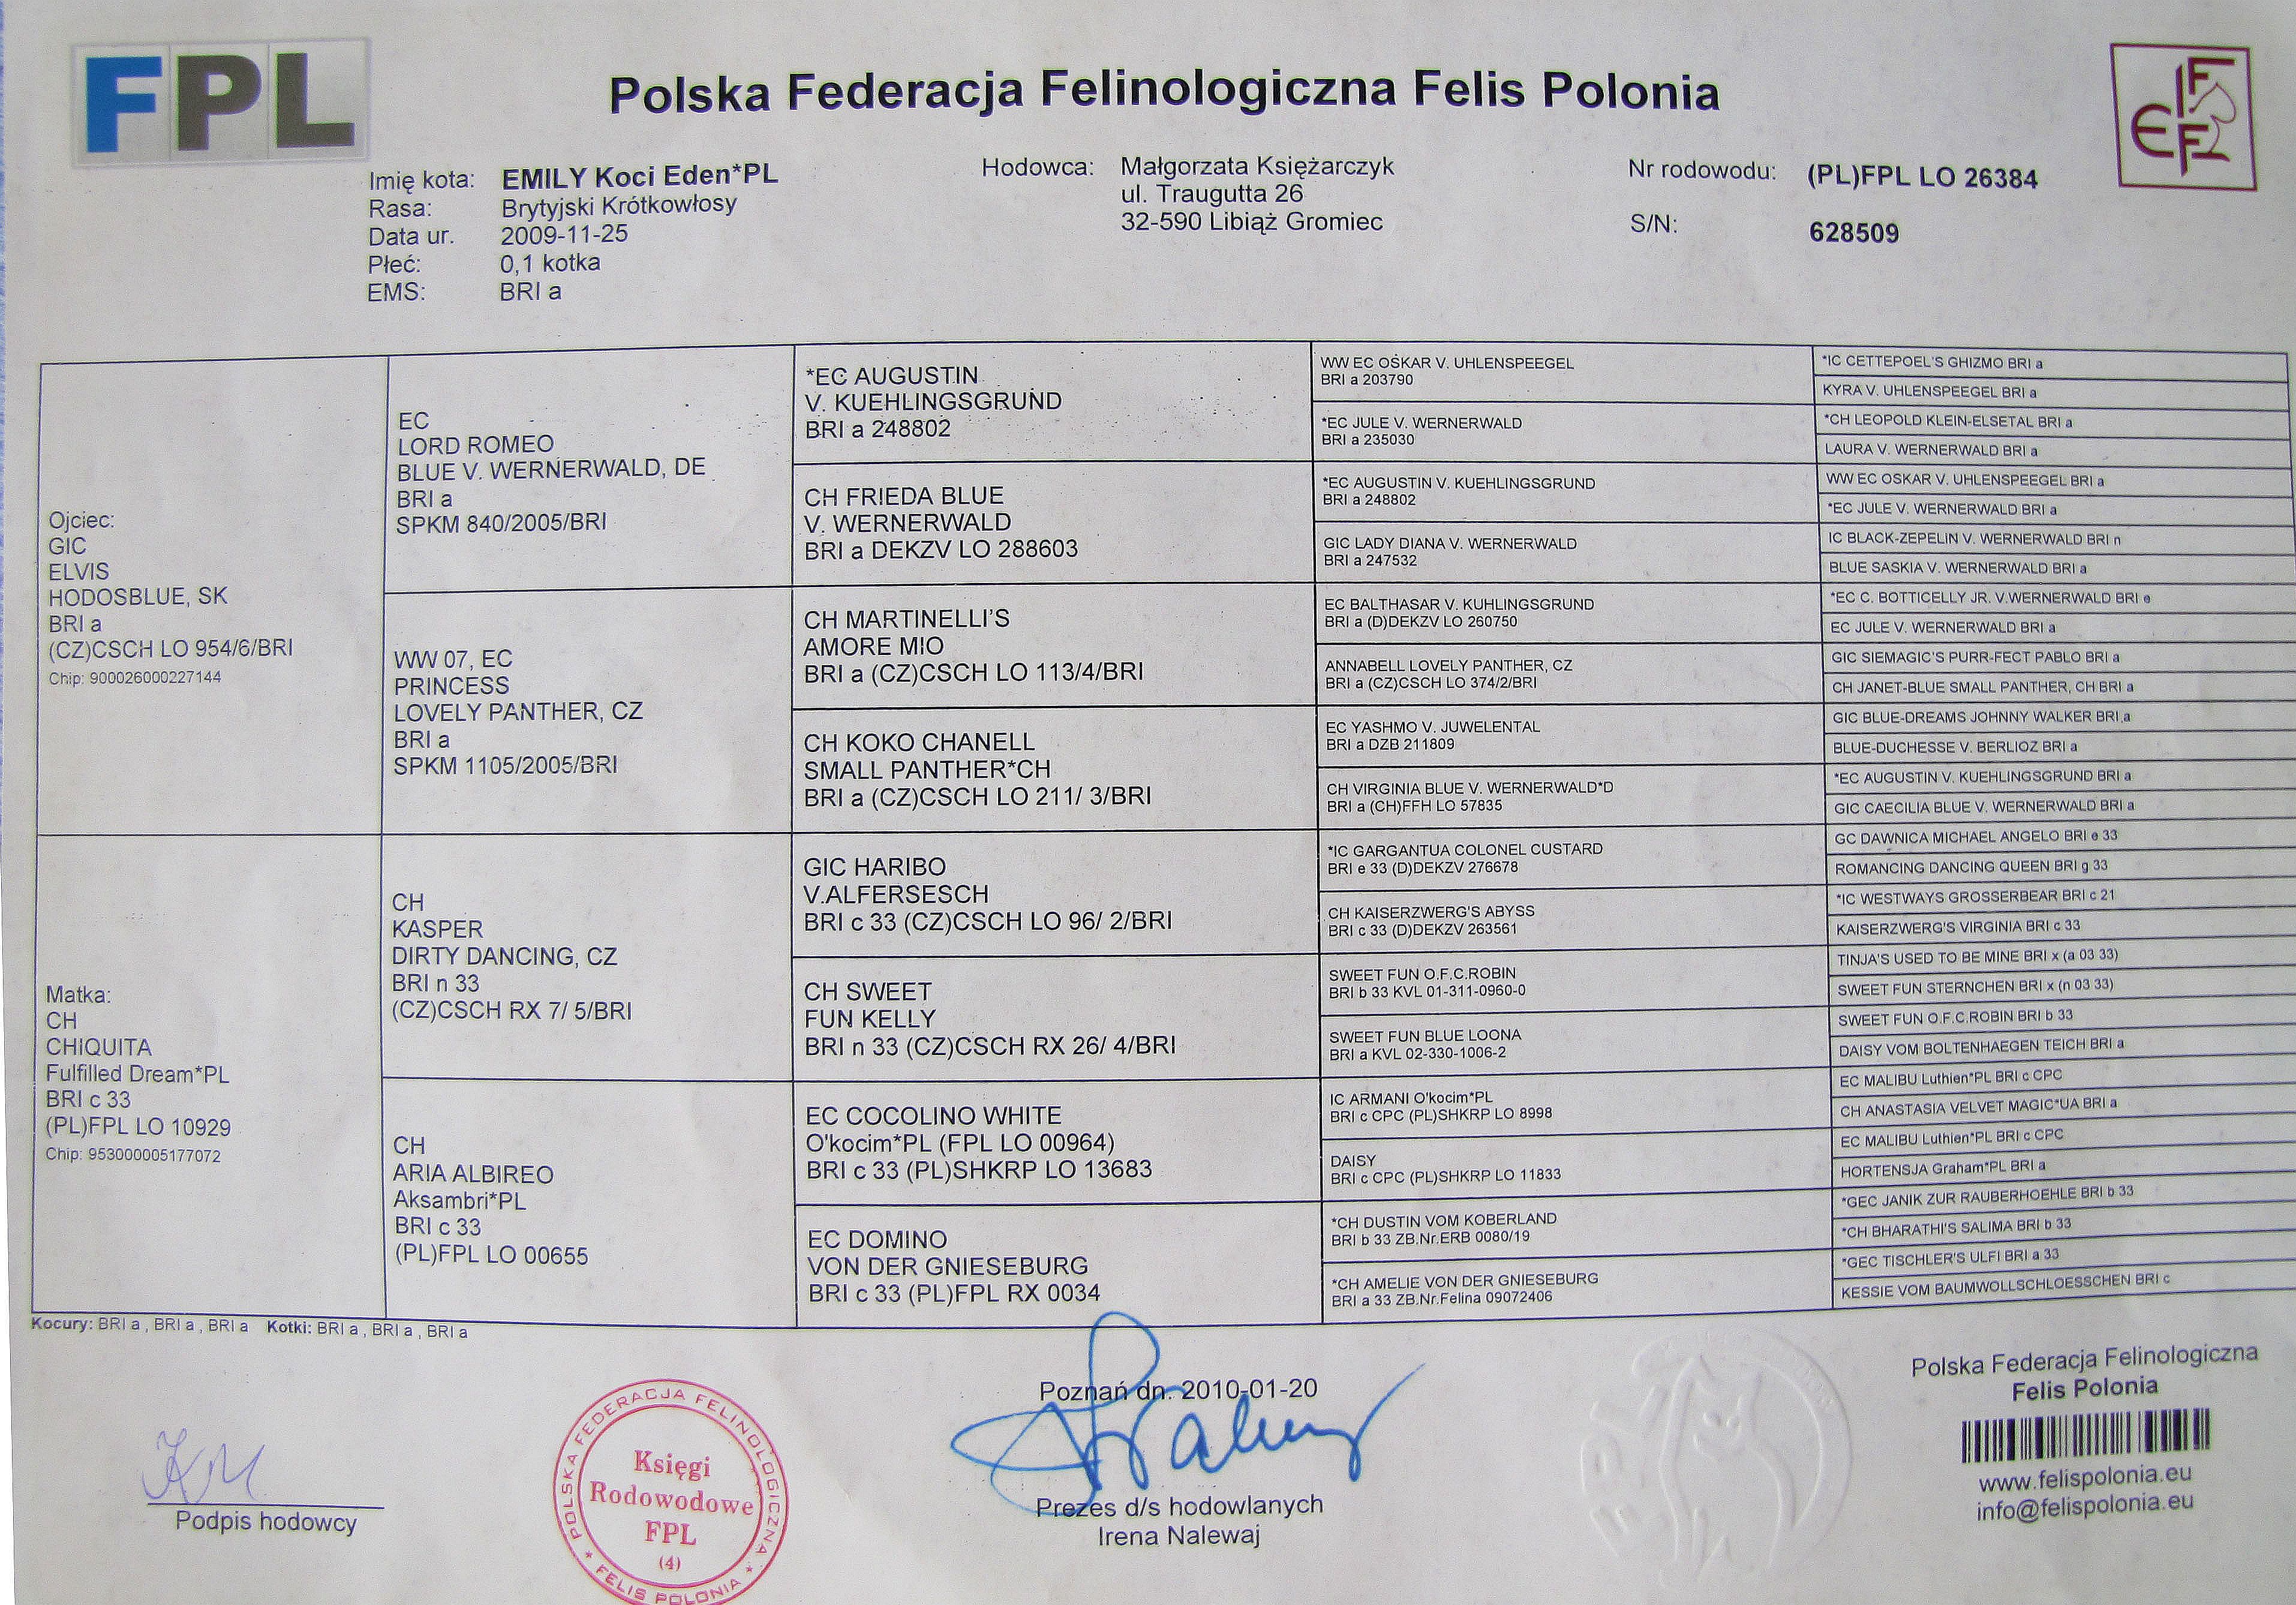 FPL
Polska Federacja Felinologiczna Felis Polonia
FIFE
Imię kota: EMILY Koci Eden*PL
Rasa: Brytyjski Krótkowłosy
Data ur. 2009-11-25
Płeć: 0,1 kotka
EMS: BRI a
Hodowca: Małgorzata Księżarczyk
ul. Traugutta 26
32-590 Libiąż Gromiec
Nr rodowodu: (PL)FPL LO 26384
S/N: 628509
Ojciec:
GIC
ELVIS
HODOSBLUE, SK
BRI a
(CZ)CSCH LO 954/6/BRI
Chip: 900026000227144
Matka:
CH
CHIQUITA
Fulfilled Dream*PL
BRI c 33
(PL)FPL LO 10929
Chip: 953000005177072
EC
LORD ROMEO
BLUE V. WERNERWALD, DE
BRI a
SPKM 840/2005/BRI
WW 07, EC
PRINCESS
LOVELY PANTHER, CZ
BRI a
SPKM 1105/2005/BRI
CH
KASPER
DIRTY DANCING, CZ
BRI n 33
(CZ)CSCH RX 7/ 5/BRI
CH
ARIA ALBIREO
Aksambri*PL
BRI c 33
(PL)FPL LO 00655
*EC AUGUSTIN
V. KUEHLINGSGRUND
BRI a 248802
CH FRIEDA BLUE
V. WERNERWALD
BRI a DEKZV LO 288603
CH MARTINELLI'S
AMORE MIO
BRI a (CZ)CSCH LO 113/4/BRI
CH KOKO CHANELL
SMALL PANTHER*CH
BRI a (CZ)CSCH LO 211/ 3/BRI
GIC HARIBO
V.ALFERSESCH
BRI c 33 (CZ)CSCH LO 96/ 2/BRI
CH SWEET
FUN KELLY
BRI n 33 (CZ)CSCH RX 26/ 4/BRI
EC COCOLINO WHITE
O'kocim*PL (FPL LO 00964)
BRI c 33 (PL)SHKRP LO 13683
EC DOMINO
VON DER GNIESEBURG
BRI c 33 (PL)FPL RX 0034
WW EC OSKAR V. UHLENSPEEGEL
BRI a 203790
*EC JULE V. WERNERWALD
BRI a 235030
*EC AUGUSTIN V. KUEHLINGSGRUND
BRI a 248802
GIC LADY DIANA V. WERNERWALD
BRI a 247532
EC BALTHASAR V. KUHLINGSGRUND
BRI a (D)DEKZV LO 260750
ANNABELL LOVELY PANTHER, CZ
BRI a (CZ)CSCH LO 374/2/BRI
EC YASHMO V. JUWELENTAL
BRI a DZB 211809
CH VIRGINIA BLUE V. WERNERWALD*D
BRI a (CH)FFH LO 57835
*IC GARGANTUA COLONEL CUSTARD
BRI e 33 (D)DEKZV 276678
CH KAISERZWERG'S ABYSS
BRI c 33 (D)DEKZV 263561
SWEET FUN O.F.C.ROBIN
BRI b 33 KVL 01-311-0960-0
SWEET FUN BLUE LOONA
BRI a KVL 02-330-1006-2
IC ARMANI O'kocim*PL
BRI c CPC (PL)SHKRP LO 8998
DAISY
BRI c CPC (PL)SHKRP LO 11833
*CH DUSTIN VOM KOBERLAND
BRI b 33 ZB.Nr.ERB 0080/19
*CH AMELIE VON DER GNIESEBURG
BRI a 33 ZB.Nr.Felina 09072406
*IC CETTEPOEL'S GHIZMO BRI a
KYRA V. UHLENSPEEGEL BRI a
*CH LEOPOLD KLEIN-ELSETAL BRI a
LAURA V. WERNERWALD BRI a
WW EC OSKAR V. UHLENSPEEGEL BRI a
*EC JULE V. WERNERWALD BRI a
IC BLACK-ZEPELIN V. WERNERWALD BRI n
BLUE SASKIA V. WERNERWALD BRI a
*EC C. BOTTICELLY JR. V.WERNERWALD BRI e
EC JULE V. WERNERWALD BRI a
GIC SIEMAGIC'S PURR-FECT PABLO BRI a
CH JANET-BLUE SMALL PANTHER, CH BRI a
GIC BLUE-DREAMS JOHNNY WALKER BRI a
BLUE-DUCHESSE V. BERLIOZ BRI a
*EC AUGUSTIN V. KUEHLINGSGRUND BRI a
GIC CAECILIA BLUE V. WERNERWALD BRI a
GC DAWNICA MICHAEL ANGELO BRI e 33
ROMANCING DANCING QUEEN BRI g 33
*IC WESTWAYS GROSSERBEAR BRI c 21
KAISERZWERG'S VIRGINIA BRI c 33
TINJA'S USED TO BE MINE BRI x (a 03 33)
SWEET FUN STERNCHEN BRI x (n 03 33)
SWEET FUN O.F.C.ROBIN BRI b 33
DAISY VOM BOLTENHAEGEN TEICH BRI a
EC MALIBU Luthien*PL BRI c CPC
CH ANASTASIA VELVET MAGIC*UA BRI a
EC MALIBU Luthien*PL BRI c CPC
HORTENSJA Graham*PL BRI a
*GEC JANIK ZUR RAUBERHOEHLE BRI b 33
*CH BHARATHI'S SALIMA BRI b 33
*GEC TISCHLER'S ULFI BRI a 33
KESSIE VOM BAUMWOLLSCHLOESSCHEN BRI c
Kocury: BRI a , BRI a , BRI a Kotki: BRI a , BRI a , BRI a
KM
Podpis hodowcy
POLSKA FEDERACJA FELINOLOGICZNA
Księgi
Rodowodowe
FPL
(4)
* FELIS POLONIA *
Poznań dn. 2010-01-20
Prezes d/s hodowlanych
Irena Nalewaj
Polska Federacja Felinologiczna
Felis Polonia
www.felispolonia.eu
info@felispolonia.eu